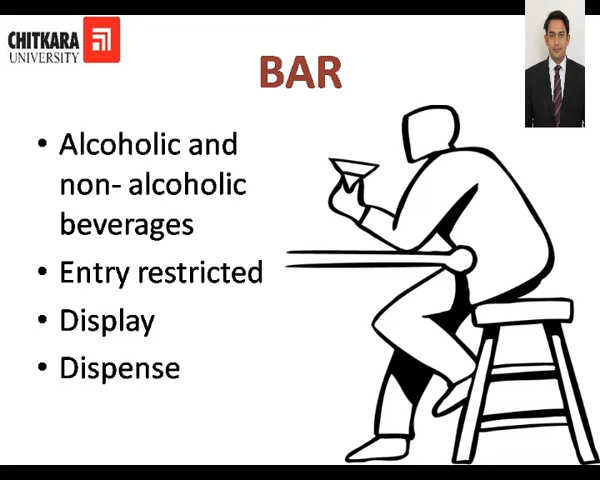 CHITKARA
UNIVERSITY
BAR
• Alcoholic and
non- alcoholic
beverages
• Entry restricted
• Display
• Dispense